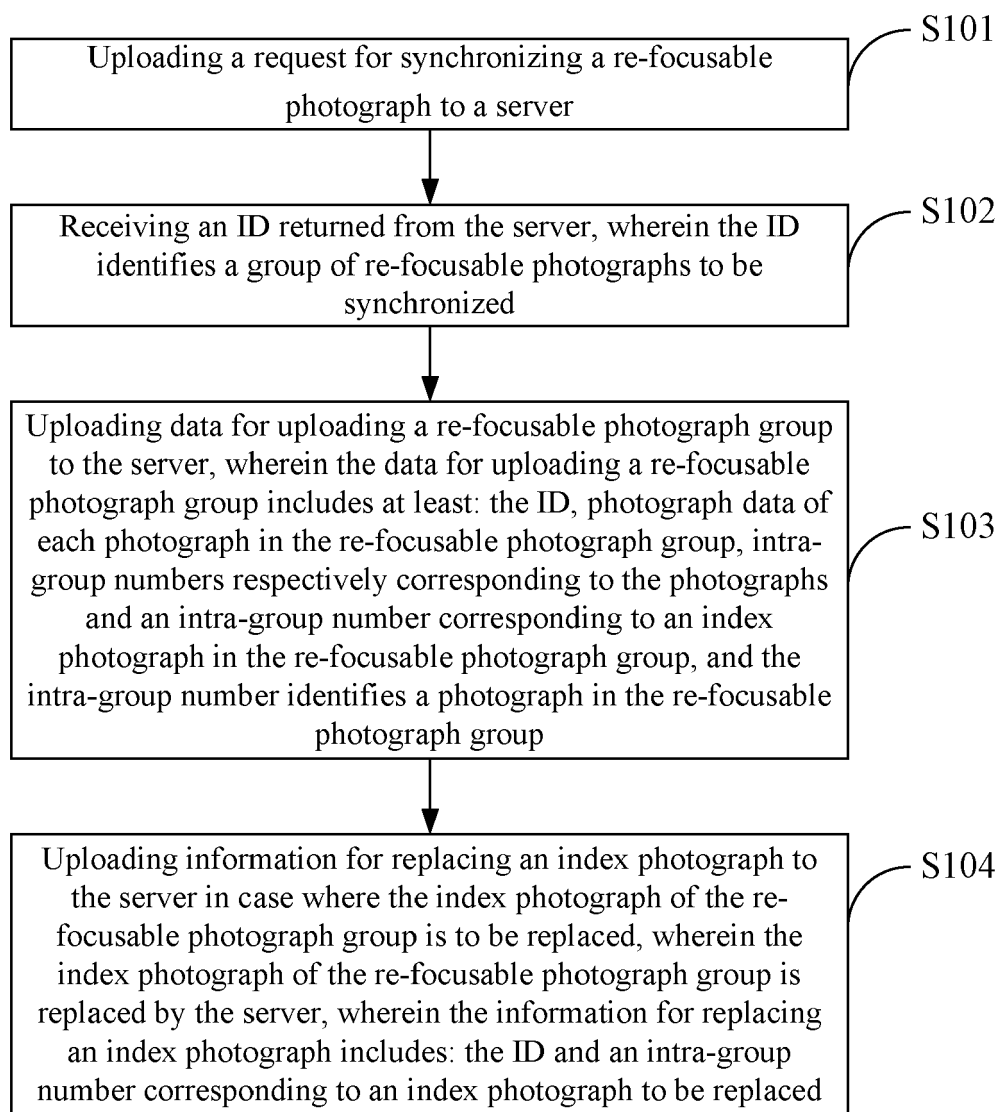 S101
Uploading a request for synchronizing a re-focusable
photograph to a server
S102
Receiving an ID returned from the server, wherein the ID
identifies a group of re-focusable photographs to be
synchronized
S103
Uploading data for uploading a re-focusable photograph group
to the server, wherein the data for uploading a re-focusable
photograph group includes at least: the ID, photograph data of
each photograph in the re-focusable photograph group, intra-
group numbers respectively corresponding to the photographs
and an intra-group number corresponding to an index
photograph in the re-focusable photograph group, and the
intra-group number identifies a photograph in the re-focusable
photograph group
S104
Uploading information for replacing an index photograph to
the server in case where the index photograph of the re-
focusable photograph group is to be replaced, wherein the
index photograph of the re-focusable photograph group is
replaced by the server, wherein the information for replacing
an index photograph includes: the ID and an intra-group
number corresponding to an index photograph to be replaced